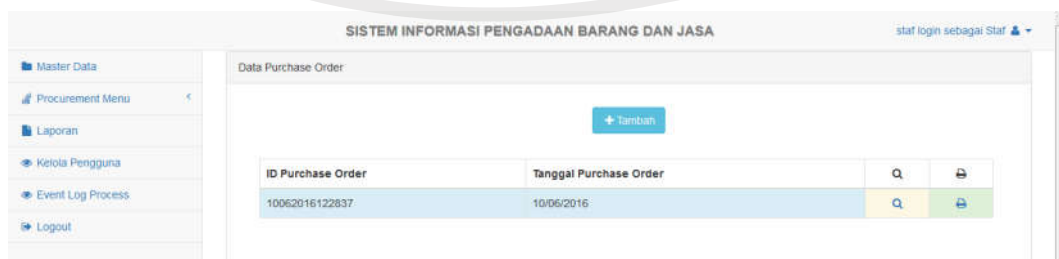 SISTEM INFORMASI PENGADAAN BARANG DAN JASA
staf login sebagai Staf
Master Data
Procurement Menu
Laporan
Kelola Pengguna
Event Log Process
Logout
Data Purchase Order
+ Tambah
ID Purchase Order Tanggal Purchase Order
10062016122837 10/06/2016